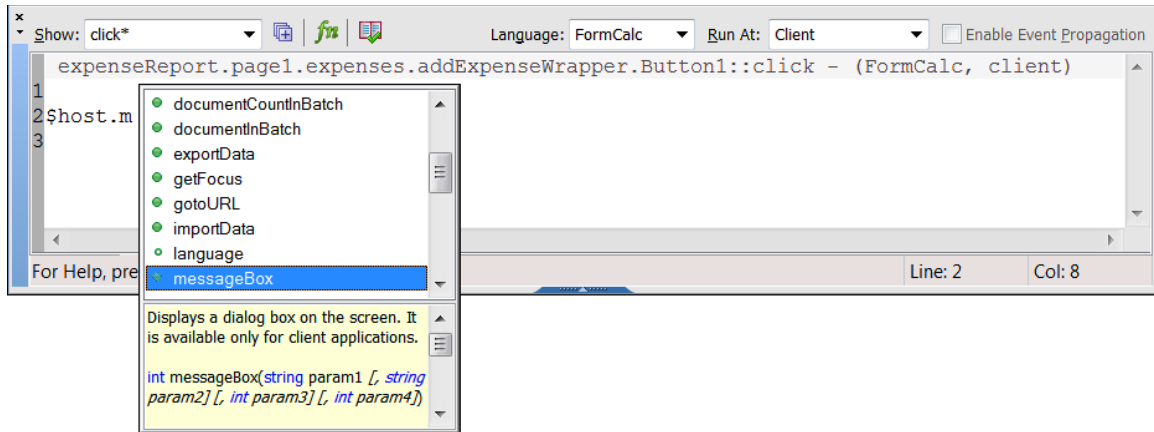 Show: click* fn Language: FormCalc Run At: Client Enable Event Propagation
expenseReport.page1.expenses.addExpenseWrapper.Button1::click - (FormCalc, client)
1
2 $host.m
3
documentCountInBatch
documentInBatch
exportData
getFocus
gotoURL
importData
language
messageBox
For Help, pre Line: 2 Col: 8
Displays a dialog box on the screen. It
is available only for client applications.
int messageBox(string param1 [, string
param2] [, int param3] [, int param4])